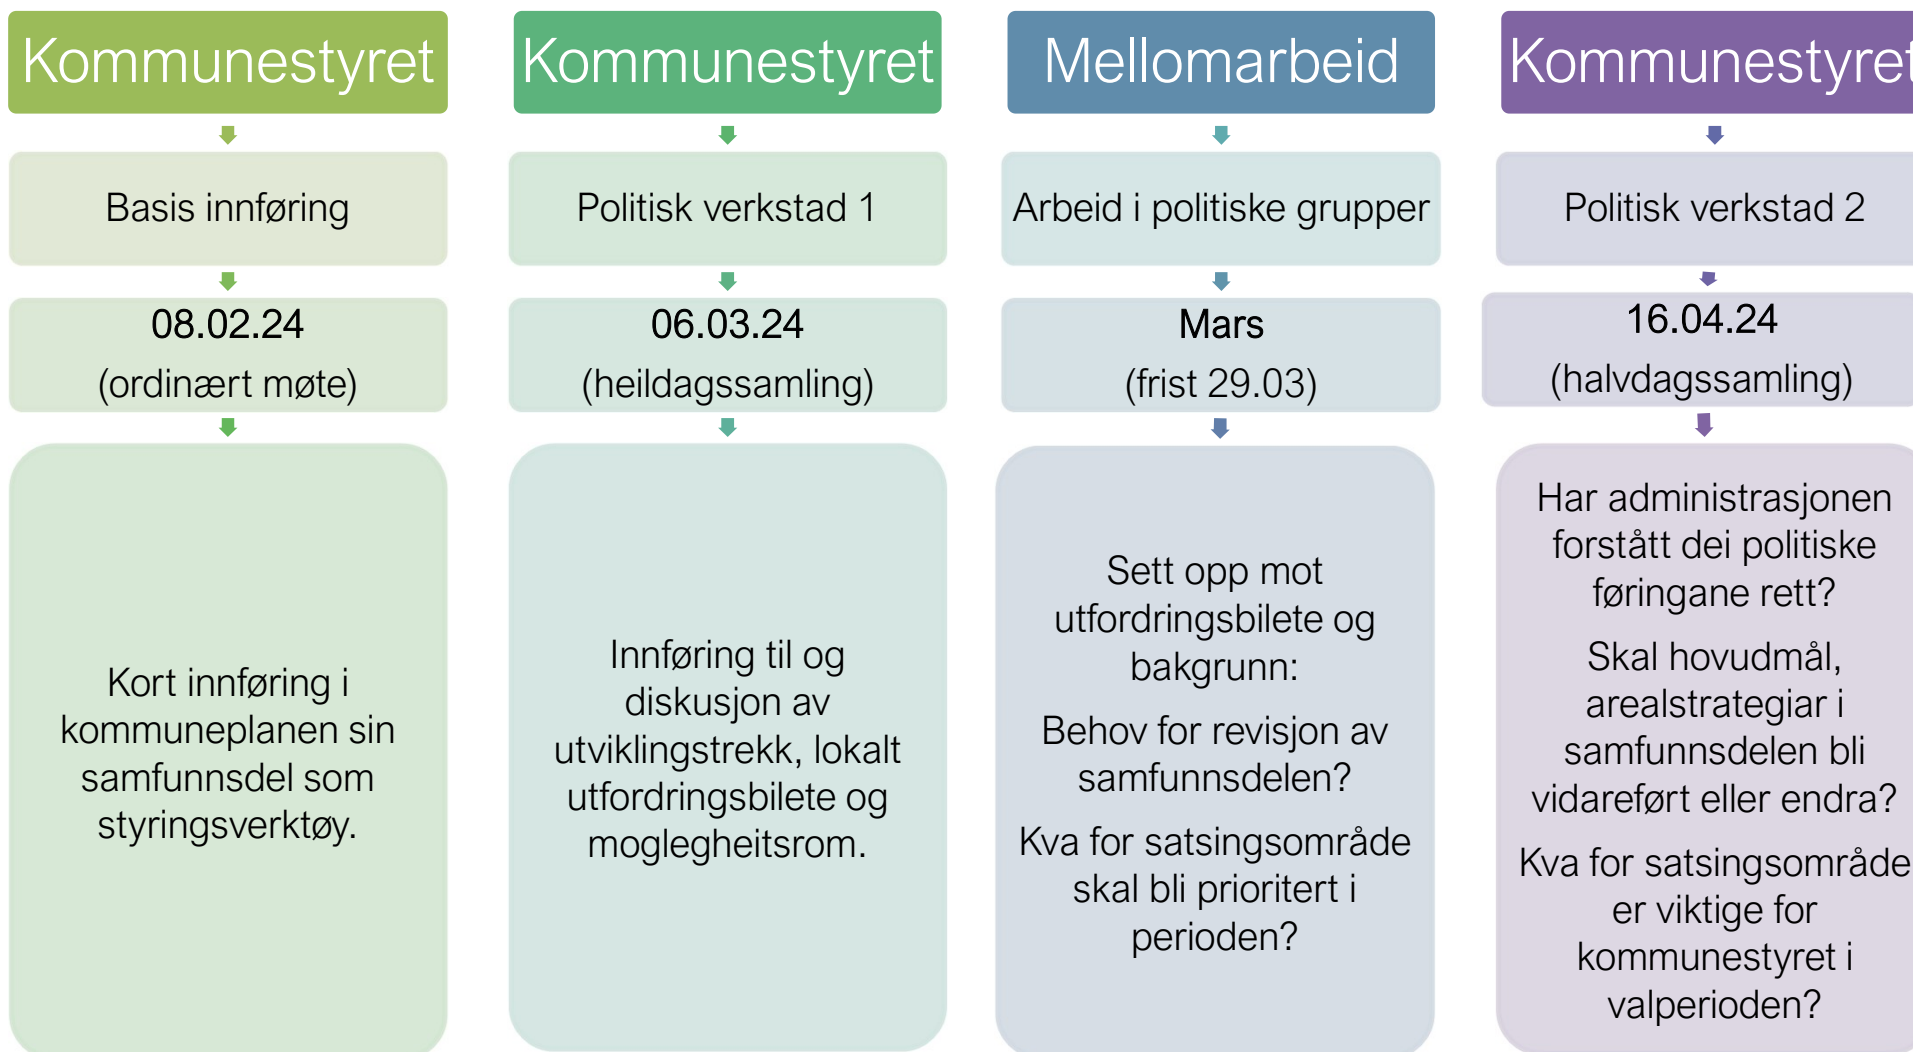 Kommunestyret
Basis innføring
08.02.24
(ordinært møte)
Kort innføring i
kommuneplanen sin
samfunnsdel som
styringsverktøy.
Kommunestyret
Politisk verkstad 1
06.03.24
(heildagssamling)
Innføring til og
diskusjon av
utviklingstrekk, lokalt
utfordringsbilete og
moglegheitsrom.
Mellomarbeid
Arbeid i politiske grupper
Mars
(frist 29.03)
Sett opp mot
utfordringsbilete og
bakgrunn:
Behov for revisjon av
samfunnsdelen?
Kva for satsingsområde
skal bli prioritert i
perioden?
Kommunestyret
Politisk verkstad 2
16.04.24
(halvdagssamling)
Har administrasjonen
forstått dei politiske
føringane rett?
Skal hovudmål,
arealstrategiar i
samfunnsdelen bli
vidareført eller endra?
Kva for satsingsområde
er viktige for
kommunestyret i
valperioden?